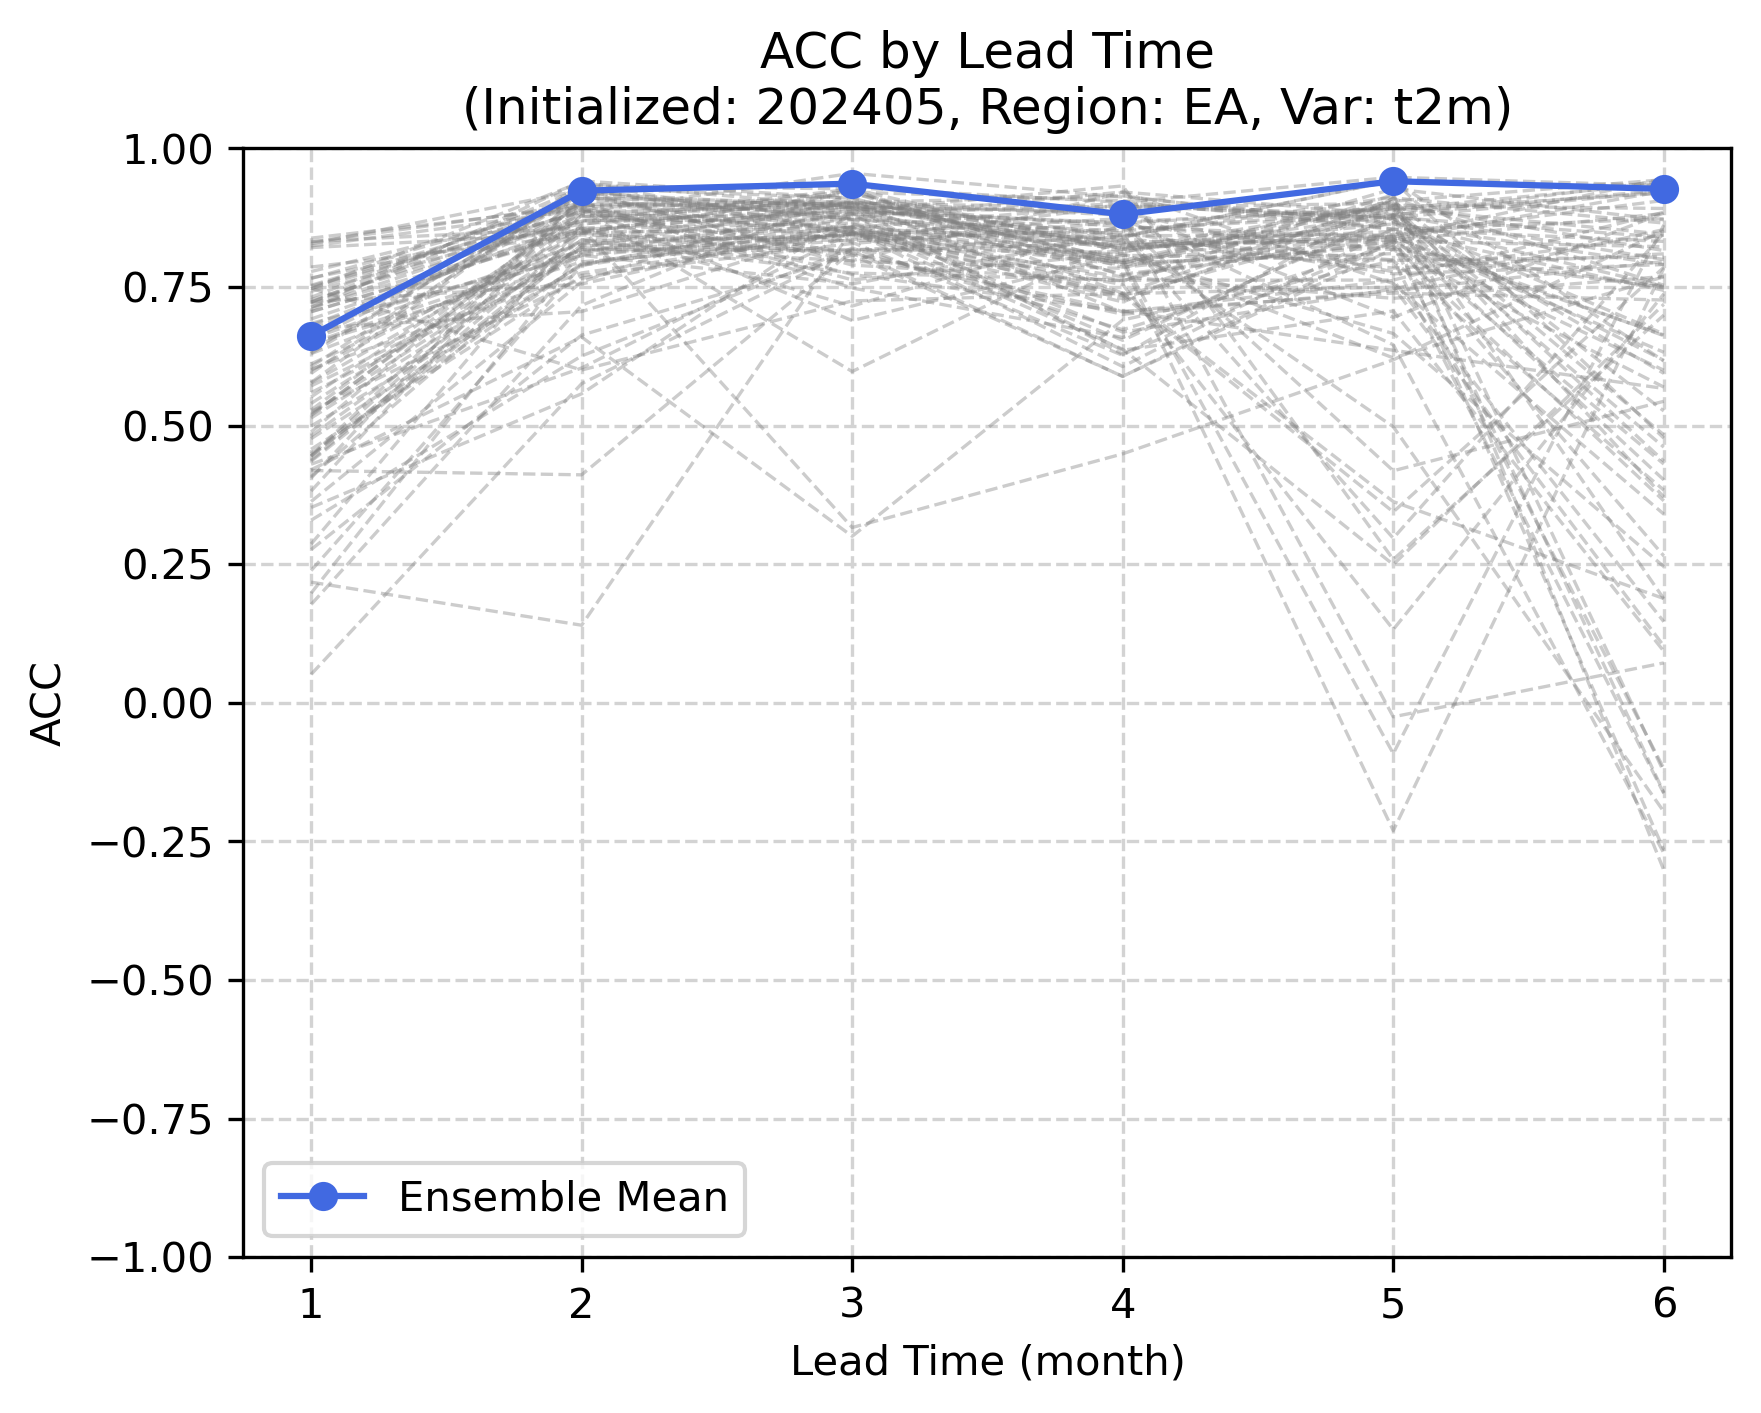 ACC by Lead Time
(Initialized: 202405, Region: EA, Var: t2m)
1.00
0.75
0.50
0.25
0.00
−0.25
−0.50
−0.75
−1.00
ACC
Ensemble Mean
1 2 3 4 5 6
Lead Time (month)